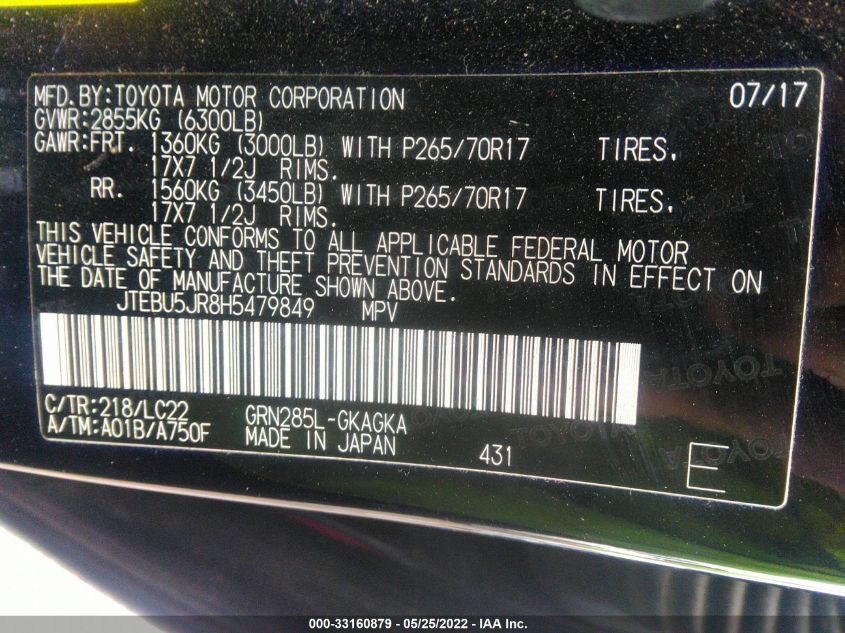 MFD.BY:TOYOTA MOTOR CORPORATION 07/17
GVWR:2855KG (6300LB)
GAWR:FRT. 1360KG (3000LB) WITH P265/70R17 TIRES,
17X7 1/2J RIMS.
RR. 1560KG (3450LB) WITH P265/70R17 TIRES,
17X7 1/2J RIMS.
THIS VEHICLE CONFORMS TO ALL APPLICABLE FEDERAL MOTOR
VEHICLE SAFETY AND THEFT PREVENTION STANDARDS IN EFFECT ON
THE DATE OF MANUFACTURE SHOWN ABOVE.
JTEBU5JR8H5479849 MPV
C/TR:218/LC22 GRN285L-GKAGKA
A/TM:A01B/A750F MADE IN JAPAN 431 E
000-33160879 - 05/25/2022 - IAA Inc.